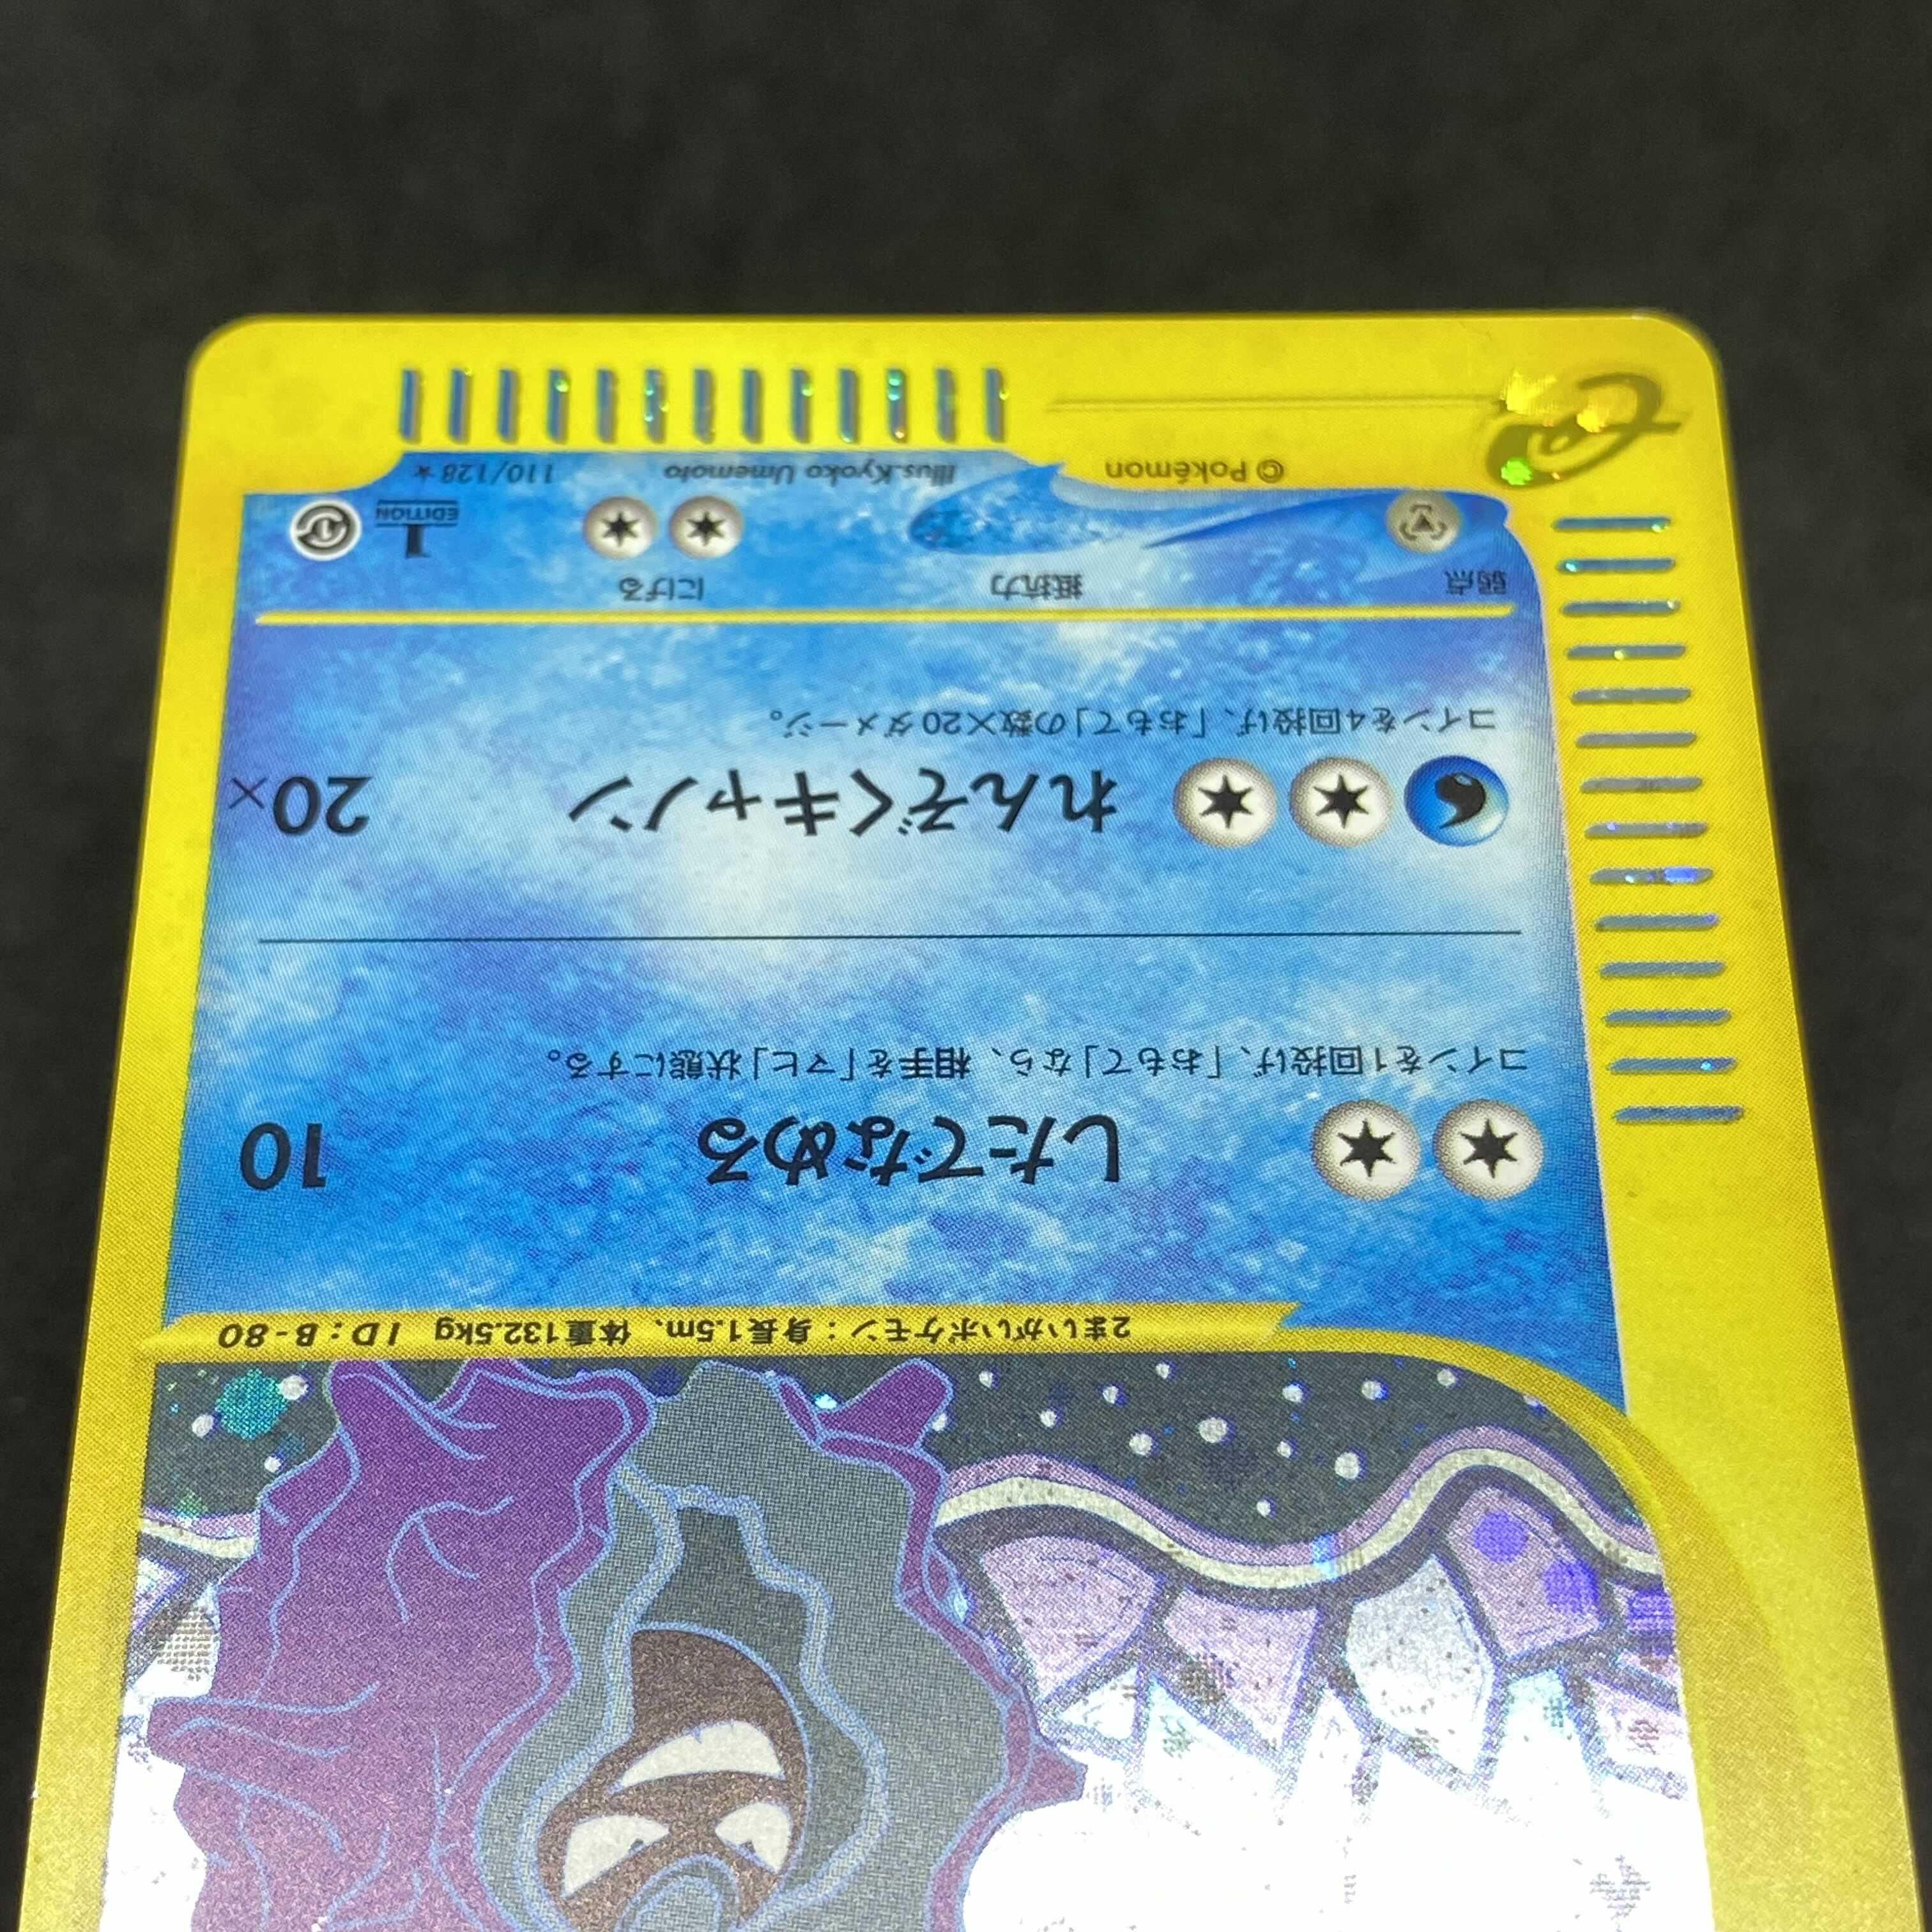 2まいがいポケモン：身長1.5m、体重132.5kg ID：B-80
したでなめる 10
コインを1回投げ、「おもて」なら、相手を「マヒ」状態にする。
れんぞくキャノン 20×
コインを4回投げ、「おもて」の数×20ダメージ。
弱点 抵抗力 にげる
1 EDITION
© Pokémon Illus. Kyoko Umemoto 110/128 ★
e